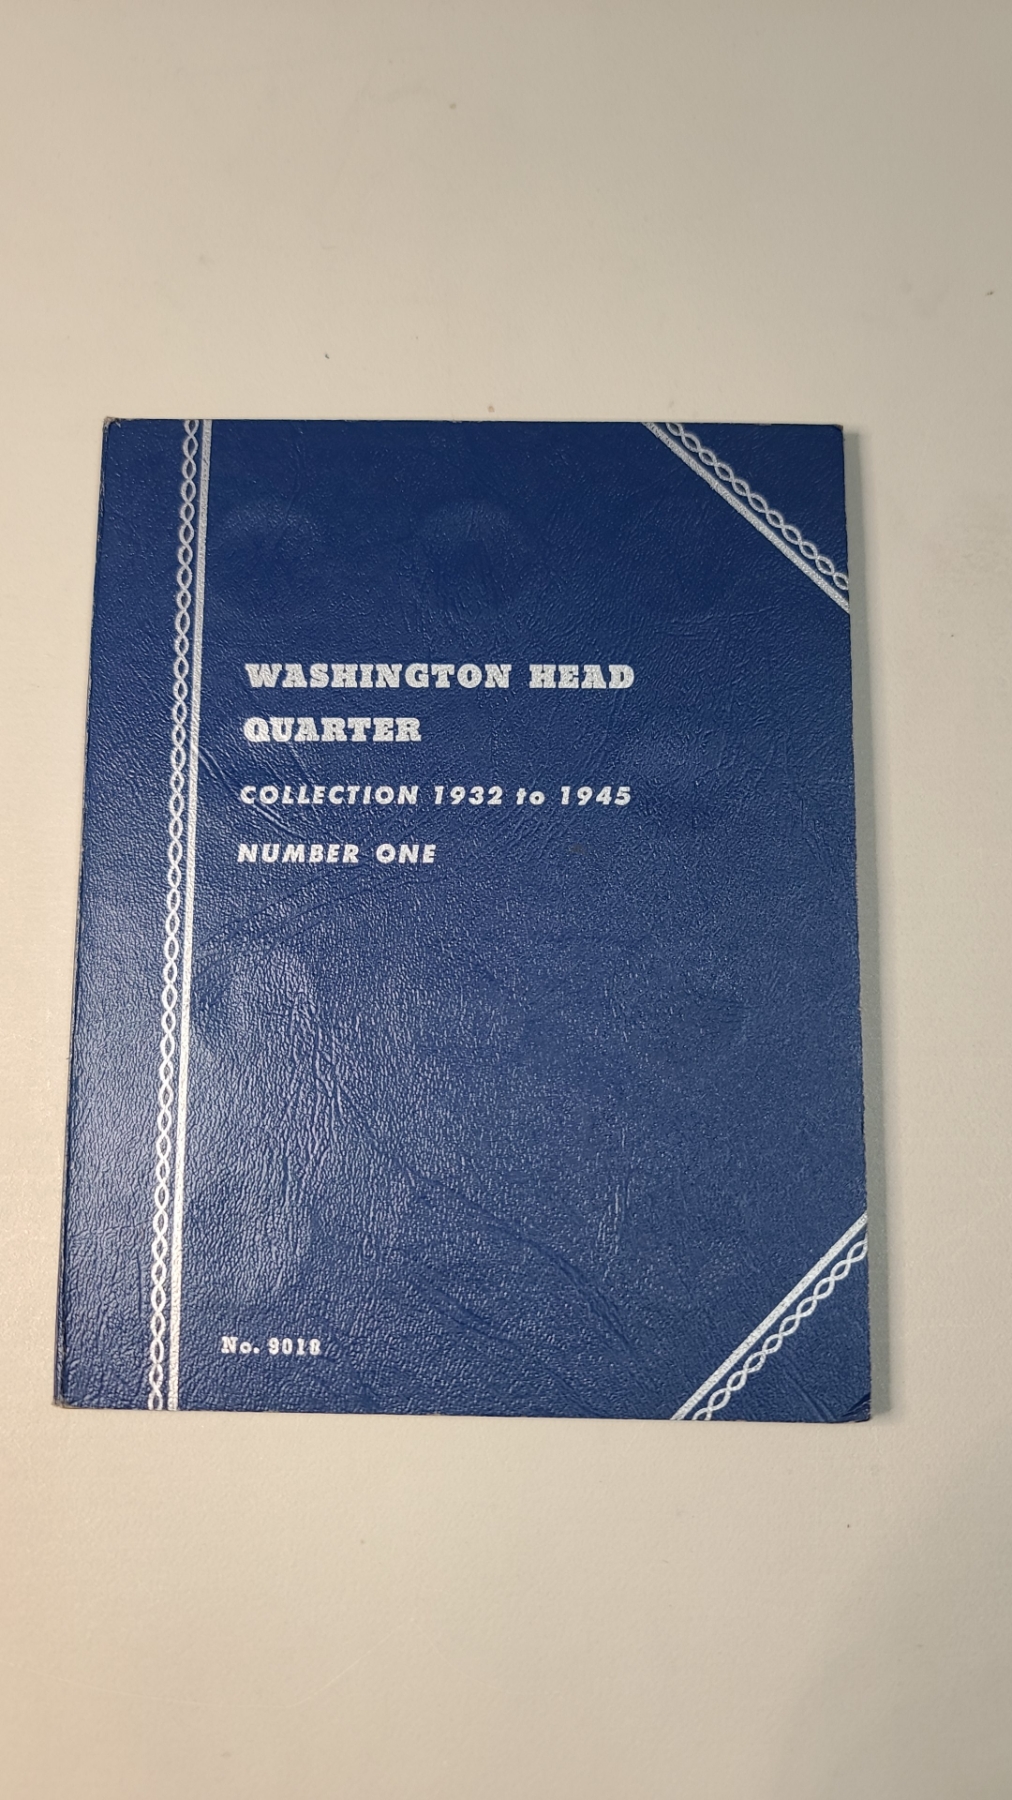 WASHINGTON HEAD
QUARTER
COLLECTION 1932 to 1945
NUMBER ONE
No. 9018